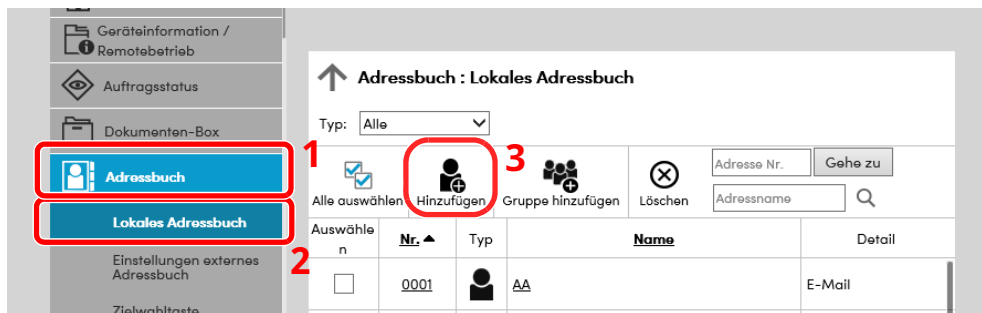 Geräteinformation /
Remotebetrieb
Auftragsstatus
Dokumenten-Box
1
Adressbuch
Lokales Adressbuch
2
Einstellungen externes
Adressbuch
Zielwahltaste
Adressbuch : Lokales Adressbuch
Typ: Alle
3
Adresse Nr. Gehe zu
Alle auswählen Hinzufügen Gruppe hinzufügen Löschen Adressname
Auswähle
n Nr. Typ Name Detail
0001 AA E-Mail